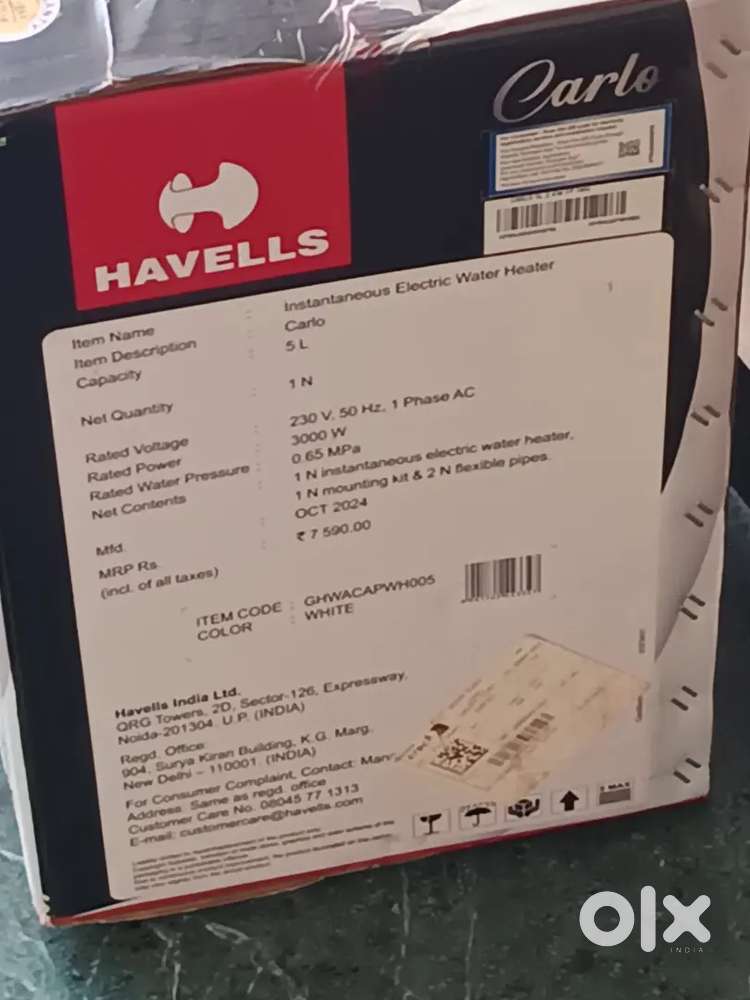 Carlo
HAVELLS
Item Name : Instantaneous Electric Water Heater
Item Description : Carlo
Capacity : 5 L
Net Quantity : 1 N
Rated Voltage : 230 V, 50 Hz, 1 Phase AC
Rated Power : 3000 W
Rated Water Pressure : 0.65 MPa
Net Contents : 1 N instantaneous electric water heater,
1 N mounting kit & 2 N flexible pipes.
Mfd. : OCT 2024
MRP Rs. : ₹ 7 590.00
(incl. of all taxes)
ITEM CODE : GHWACAPWH005
COLOR : WHITE
Havells India Ltd.
QRG Towers, 2D, Sector-126, Expressway,
Noida-201304. U.P. (INDIA)
Regd. Office:
904, Surya Kiran Building, K.G. Marg,
New Delhi – 110001. (INDIA)
For Consumer Complaint, Contact:
Address: Same as regd. office
Customer Care No. 08045 77 1313
E-mail: customercare@havells.com
5 MAX
olx
INDIA